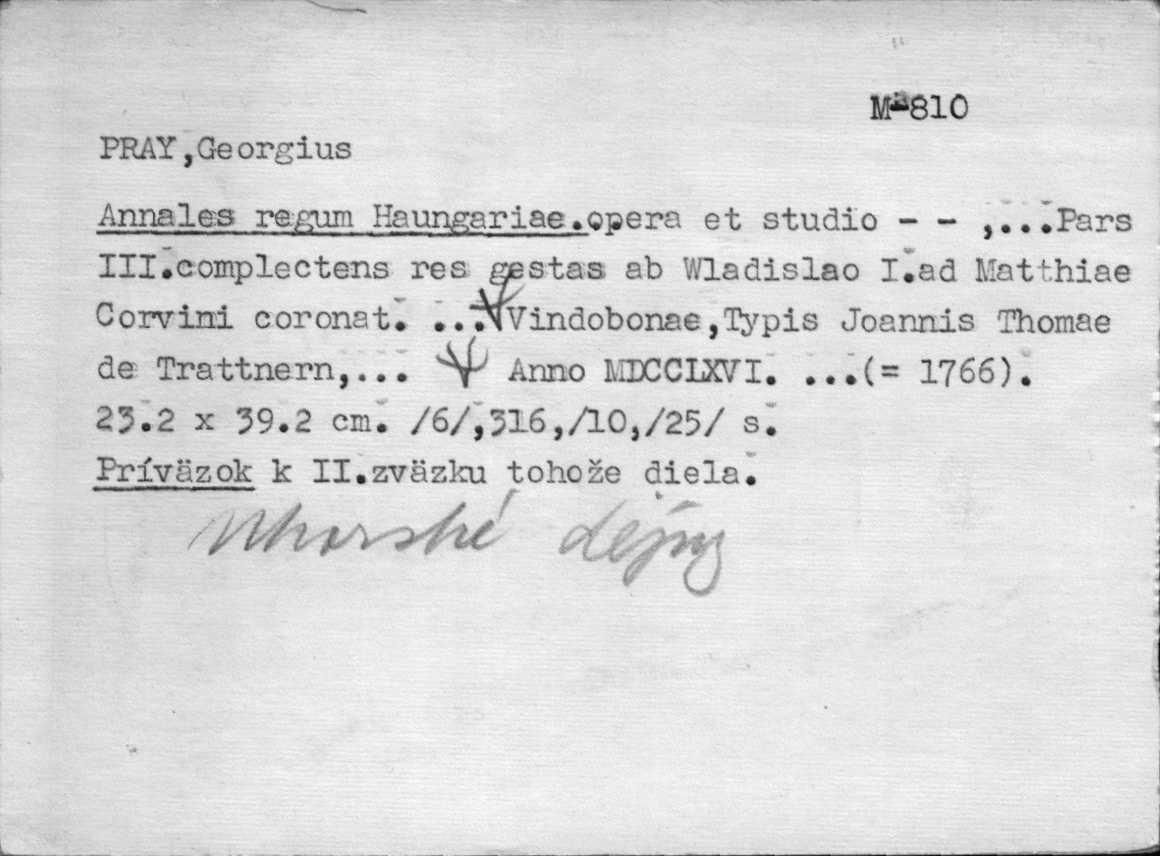 M-810
PRAY,Georgius
Annales regum Haungariae.opera et studio - - ,...Pars
III.complectens res gestas ab Wladislao I.ad Matthiae
Corvini coronat. ... Vindobonae,Typis Joannis Thomae
de Trattnern,... Anno MDCCLXVI. ...(= 1766).
23.2 x 39.2 cm. /6/,316,/10,/25/ s.
Príväzok k II.zväzku tohože diela.
Uhorské dejiny